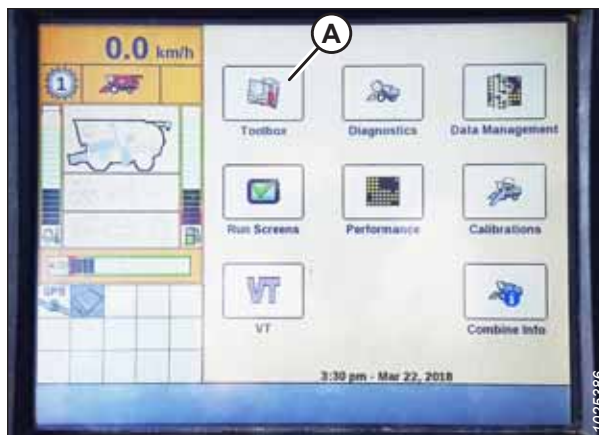 A
0.0 km/h
1
Toolbox
Diagnostics
Data Management
Run Screens
Performance
Calibrations
GPS
VT
VT
Combine Info
3:30 pm - Mar 22, 2018
1025386